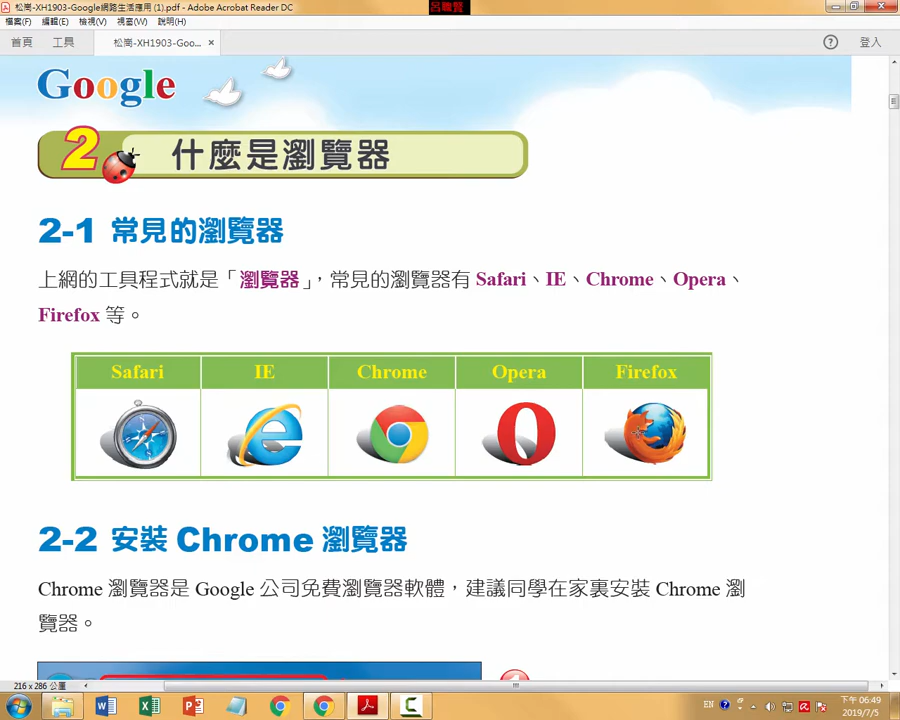 松崗-XH1903-Google網路生活應用 (1).pdf - Adobe Acrobat Reader DC
呂聰賢
檔案(F) 編輯(E) 檢視(V) 視窗(W) 說明(H)
首頁 工具 松崗-XH1903-Goo... × ? 登入
Google
2 什麼是瀏覽器
2-1 常見的瀏覽器
上網的工具程式就是「瀏覽器」，常見的瀏覽器有 Safari、IE、Chrome、Opera、
Firefox 等。
Safari IE Chrome Opera Firefox
2-2 安裝 Chrome 瀏覽器
Chrome 瀏覽器是 Google 公司免費瀏覽器軟體，建議同學在家裏安裝 Chrome 瀏
覽器。
216 x 286 公釐
EN 下午 06:49
2019/7/5